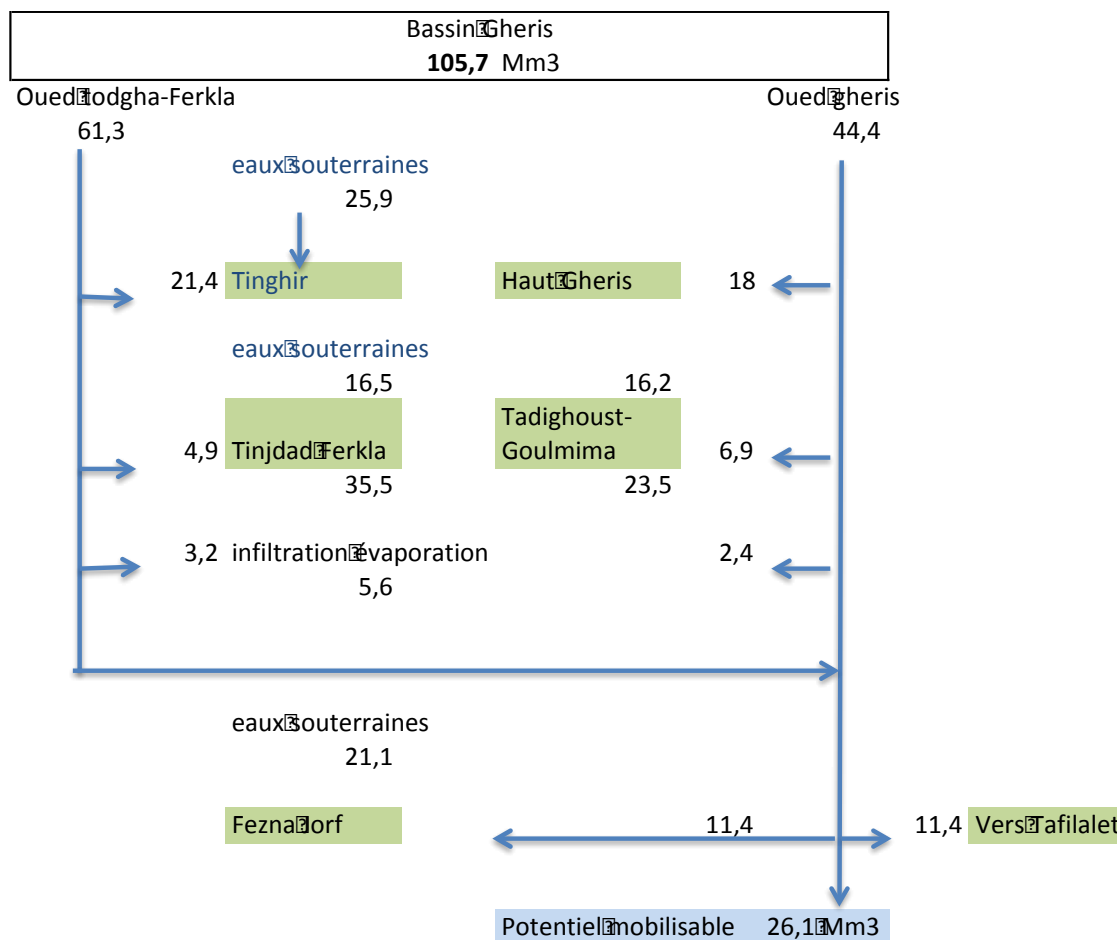 Bassin Gheris
105,7 Mm3
Oued todgha-Ferkla
Oued gheris
61,3
44,4
eaux souterraines
25,9
21,4 Tinghir
Haut Gheris 18
eaux souterraines
16,5
16,2
Tadighoust-
4,9 Tinjdad Ferkla
Goulmima 6,9
35,5
23,5
3,2 infiltration évaporation
2,4
5,6
eaux souterraines
21,1
Fezna Jorf
11,4
11,4 Vers Tafilalet
Potentiel mobilisable 26,1 Mm3